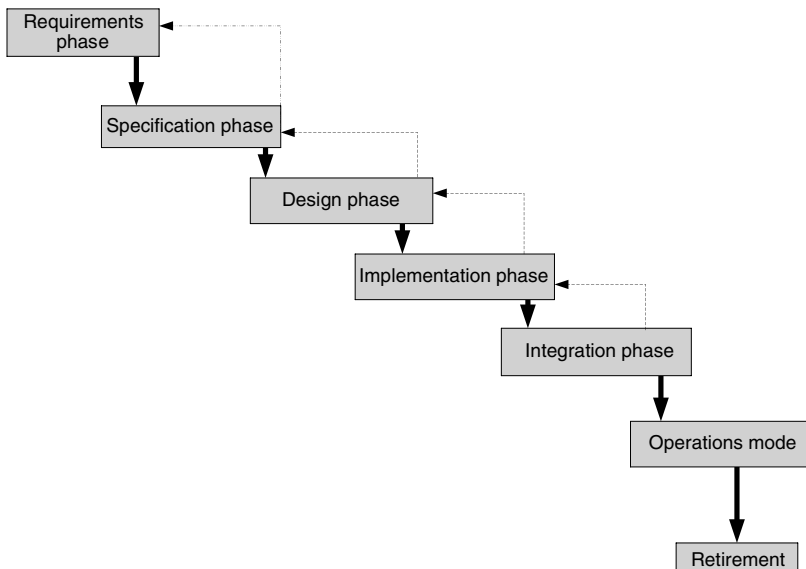 Requirements
phase
Specification phase
Design phase
Implementation phase
Integration phase
Operations mode
Retirement